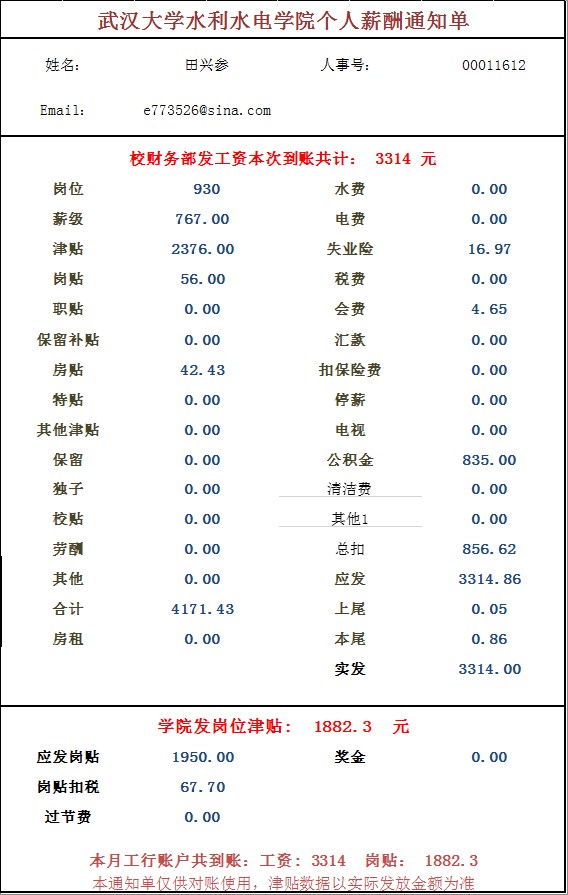 武汉大学水利水电学院个人薪酬通知单
姓名: 田兴参 人事号: 00011612
Email: e773526@sina.com
校财务部发工资本次到账共计: 3314 元
岗位 930 水费 0.00
薪级 767.00 电费 0.00
津贴 2376.00 失业险 16.97
岗贴 56.00 税费 0.00
职贴 0.00 会费 4.65
保留补贴 0.00 汇款 0.00
房贴 42.43 扣保险费 0.00
特贴 0.00 停薪 0.00
其他津贴 0.00 电视 0.00
保留 0.00 公积金 835.00
独子 0.00 清洁费 0.00
校贴 0.00 其他1 0.00
劳酬 0.00 总扣 856.62
其他 0.00 应发 3314.86
合计 4171.43 上尾 0.05
房租 0.00 本尾 0.86
实发 3314.00
学院发岗位津贴: 1882.3 元
应发岗贴 1950.00 奖金 0.00
岗贴扣税 67.70
过节费 0.00
本月工行账户共到账: 工资: 3314 岗贴: 1882.3
本通知单仅供对账使用，津贴数据以实际发放金额为准